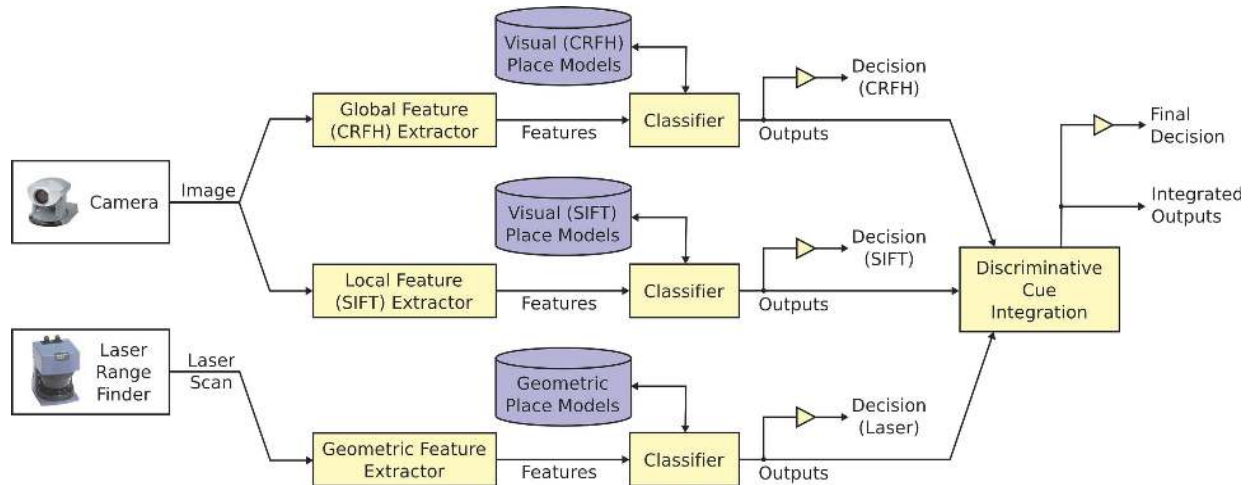 Visual (CRFH)
Place Models
Decision
(CRFH)
Global Feature
(CRFH) Extractor
Features
Classifier
Outputs
Final
Decision
Camera
Image
Integrated
Outputs
Visual (SIFT)
Place Models
Decision
(SIFT)
Local Feature
(SIFT) Extractor
Features
Classifier
Outputs
Discriminative
Cue
Integration
Laser
Range
Finder
Laser
Scan
Geometric
Place Models
Decision
(Laser)
Geometric Feature
Extractor
Features
Classifier
Outputs